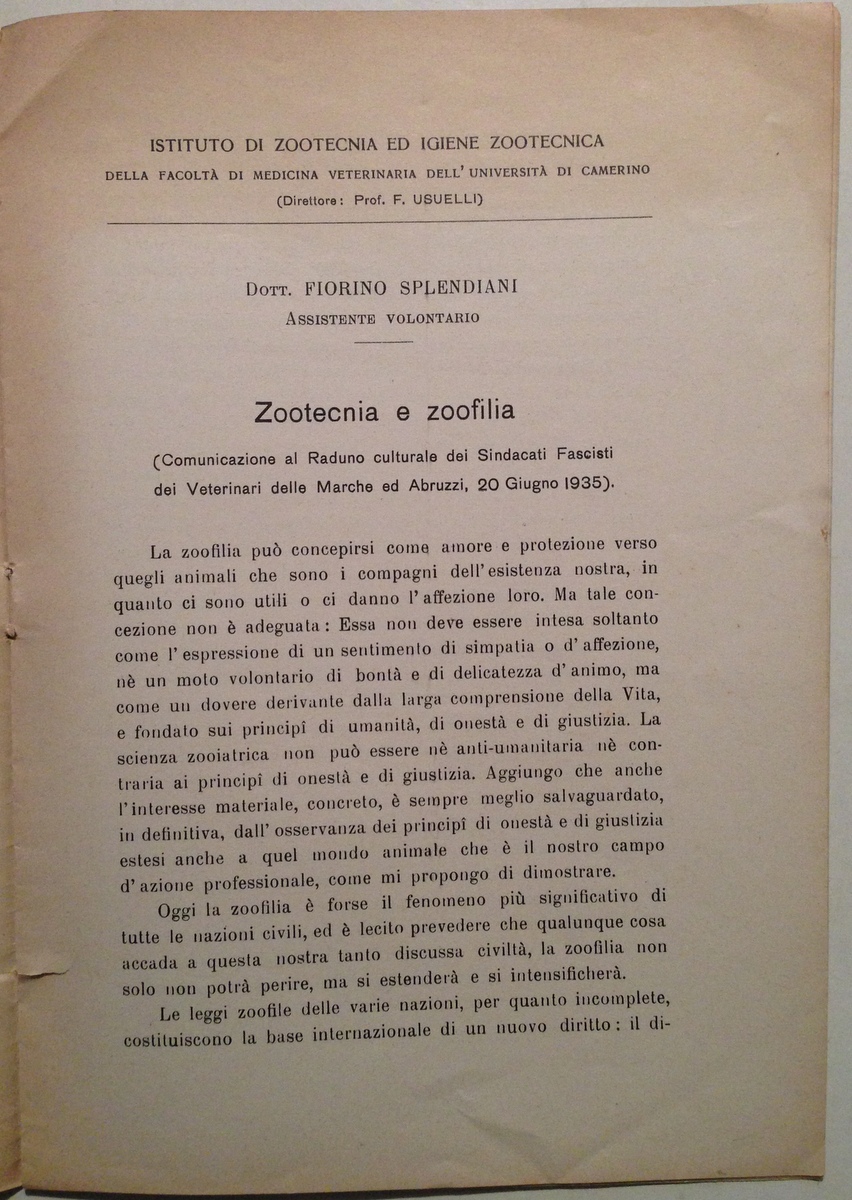 ISTITUTO DI ZOOTECNIA ED IGIENE ZOOTECNICA
DELLA FACOLTÀ DI MEDICINA VETERINARIA DELL' UNIVERSITÀ DI CAMERINO
(Direttore: Prof. F. USUELLI)
DOTT. FIORINO SPLENDIANI
ASSISTENTE VOLONTARIO
Zootecnia e zoofilia
(Comunicazione al Raduno culturale dei Sindacati Fascisti
dei Veterinari delle Marche ed Abruzzi, 20 Giugno 1935).
La zoofilia può concepirsi come amore e protezione verso
quegli animali che sono i compagni dell' esistenza nostra, in
quanto ci sono utili o ci danno l' affezione loro. Ma tale con-
cezione non è adeguata: Essa non deve essere intesa soltanto
come l' espressione di un sentimento di simpatia o d' affezione,
nè un moto volontario di bontà e di delicatezza d' animo, ma
come un dovere derivante dalla larga comprensione della Vita,
e fondato sui principî di umanità, di onestà e di giustizia. La
scienza zooiatrica non può essere nè anti-umanitaria nè con-
traria ai principî di onestà e di giustizia. Aggiungo che anche
l' interesse materiale, concreto, è sempre meglio salvaguardato,
in definitiva, dall' osservanza dei principî di onestà e di giustizia
estesi anche a quel mondo animale che è il nostro campo
d' azione professionale, come mi propongo di dimostrare.
Oggi la zoofilia è forse il fenomeno più significativo di
tutte le nazioni civili, ed è lecito prevedere che qualunque cosa
accada a questa nostra tanto discussa civiltà, la zoofilia non
solo non potrà perire, ma si estenderà e si intensificherà.
Le leggi zoofile delle varie nazioni, per quanto incomplete,
costituiscono la base internazionale di un nuovo diritto: il di-